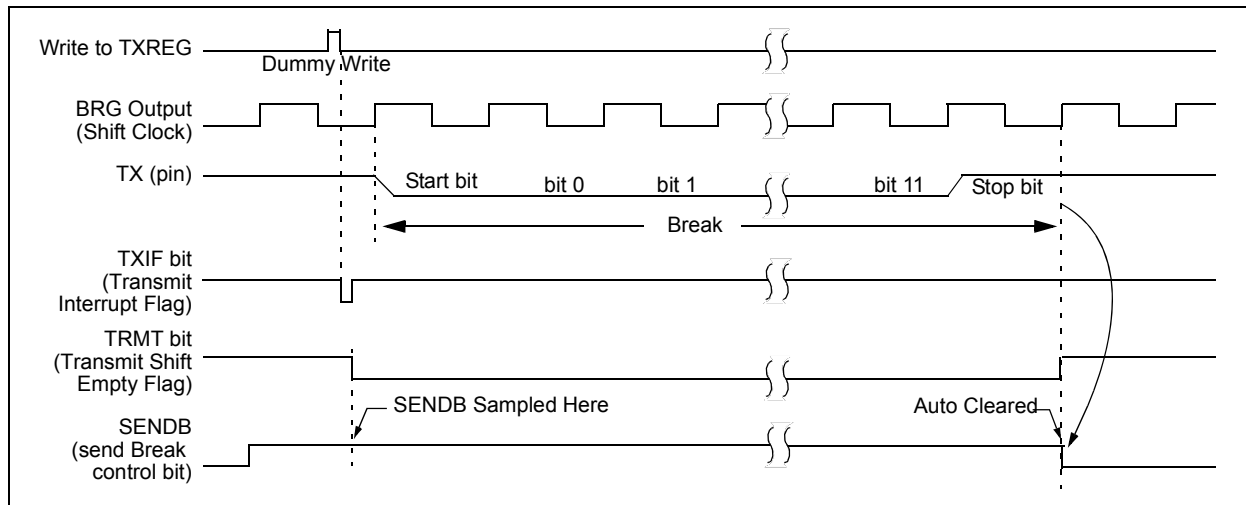 Write to TXREG
Dummy Write
BRG Output
(Shift Clock)
TX (pin)
Start bit
bit 0
bit 1
bit 11
Stop bit
Break
TXIF bit
(Transmit
Interrupt Flag)
TRMT bit
(Transmit Shift
Empty Flag)
SENDB Sampled Here
Auto Cleared
SENDB
(send Break
control bit)